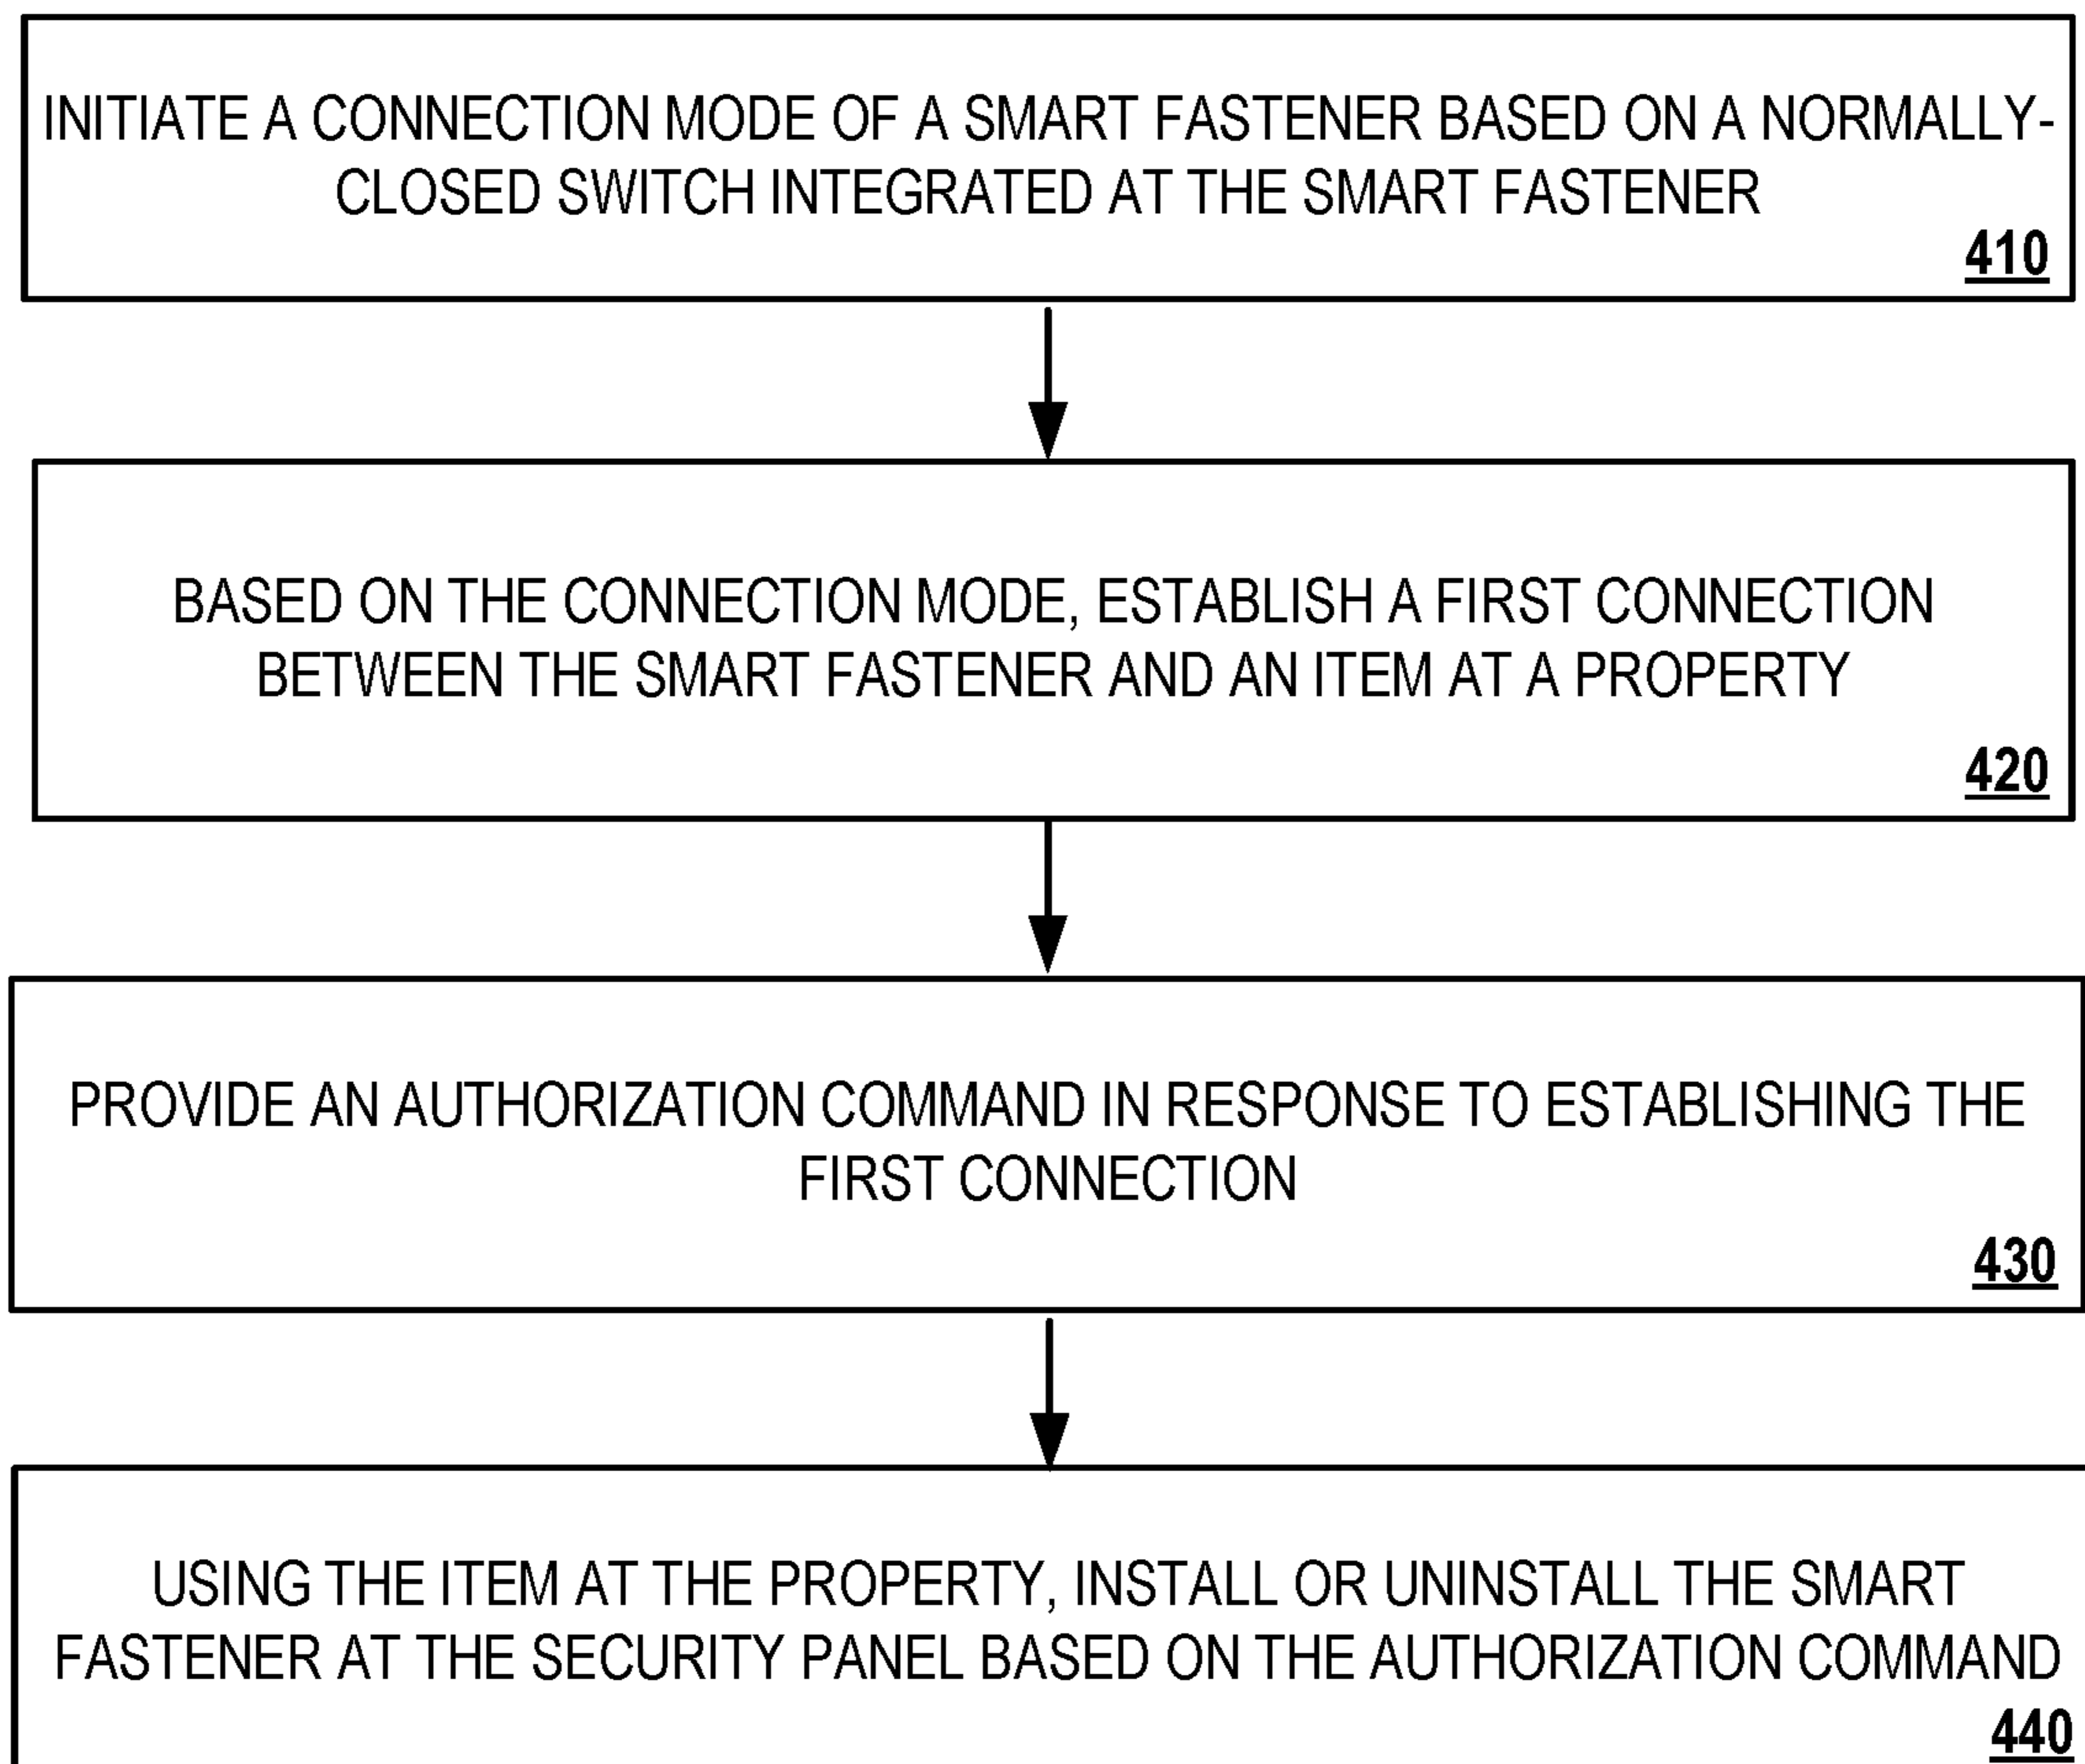 INITIATE A CONNECTION MODE OF A SMART FASTENER BASED ON A NORMALLY-
CLOSED SWITCH INTEGRATED AT THE SMART FASTENER
410
BASED ON THE CONNECTION MODE, ESTABLISH A FIRST CONNECTION
BETWEEN THE SMART FASTENER AND AN ITEM AT A PROPERTY
420
PROVIDE AN AUTHORIZATION COMMAND IN RESPONSE TO ESTABLISHING THE
FIRST CONNECTION
430
USING THE ITEM AT THE PROPERTY, INSTALL OR UNINSTALL THE SMART
FASTENER AT THE SECURITY PANEL BASED ON THE AUTHORIZATION COMMAND
440